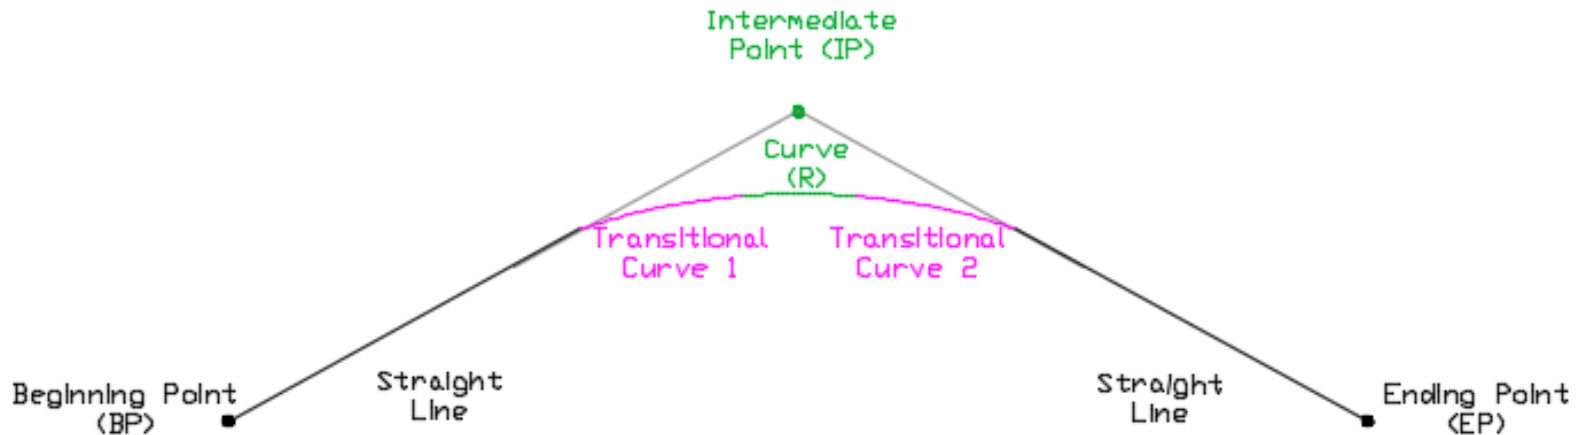 Intermediate
Point (IP)
Curve
(R)
Transitional
Curve 1
Transitional
Curve 2
Straight
Line
Beginning Point
(BP)
Straight
Line
Ending Point
(EP)